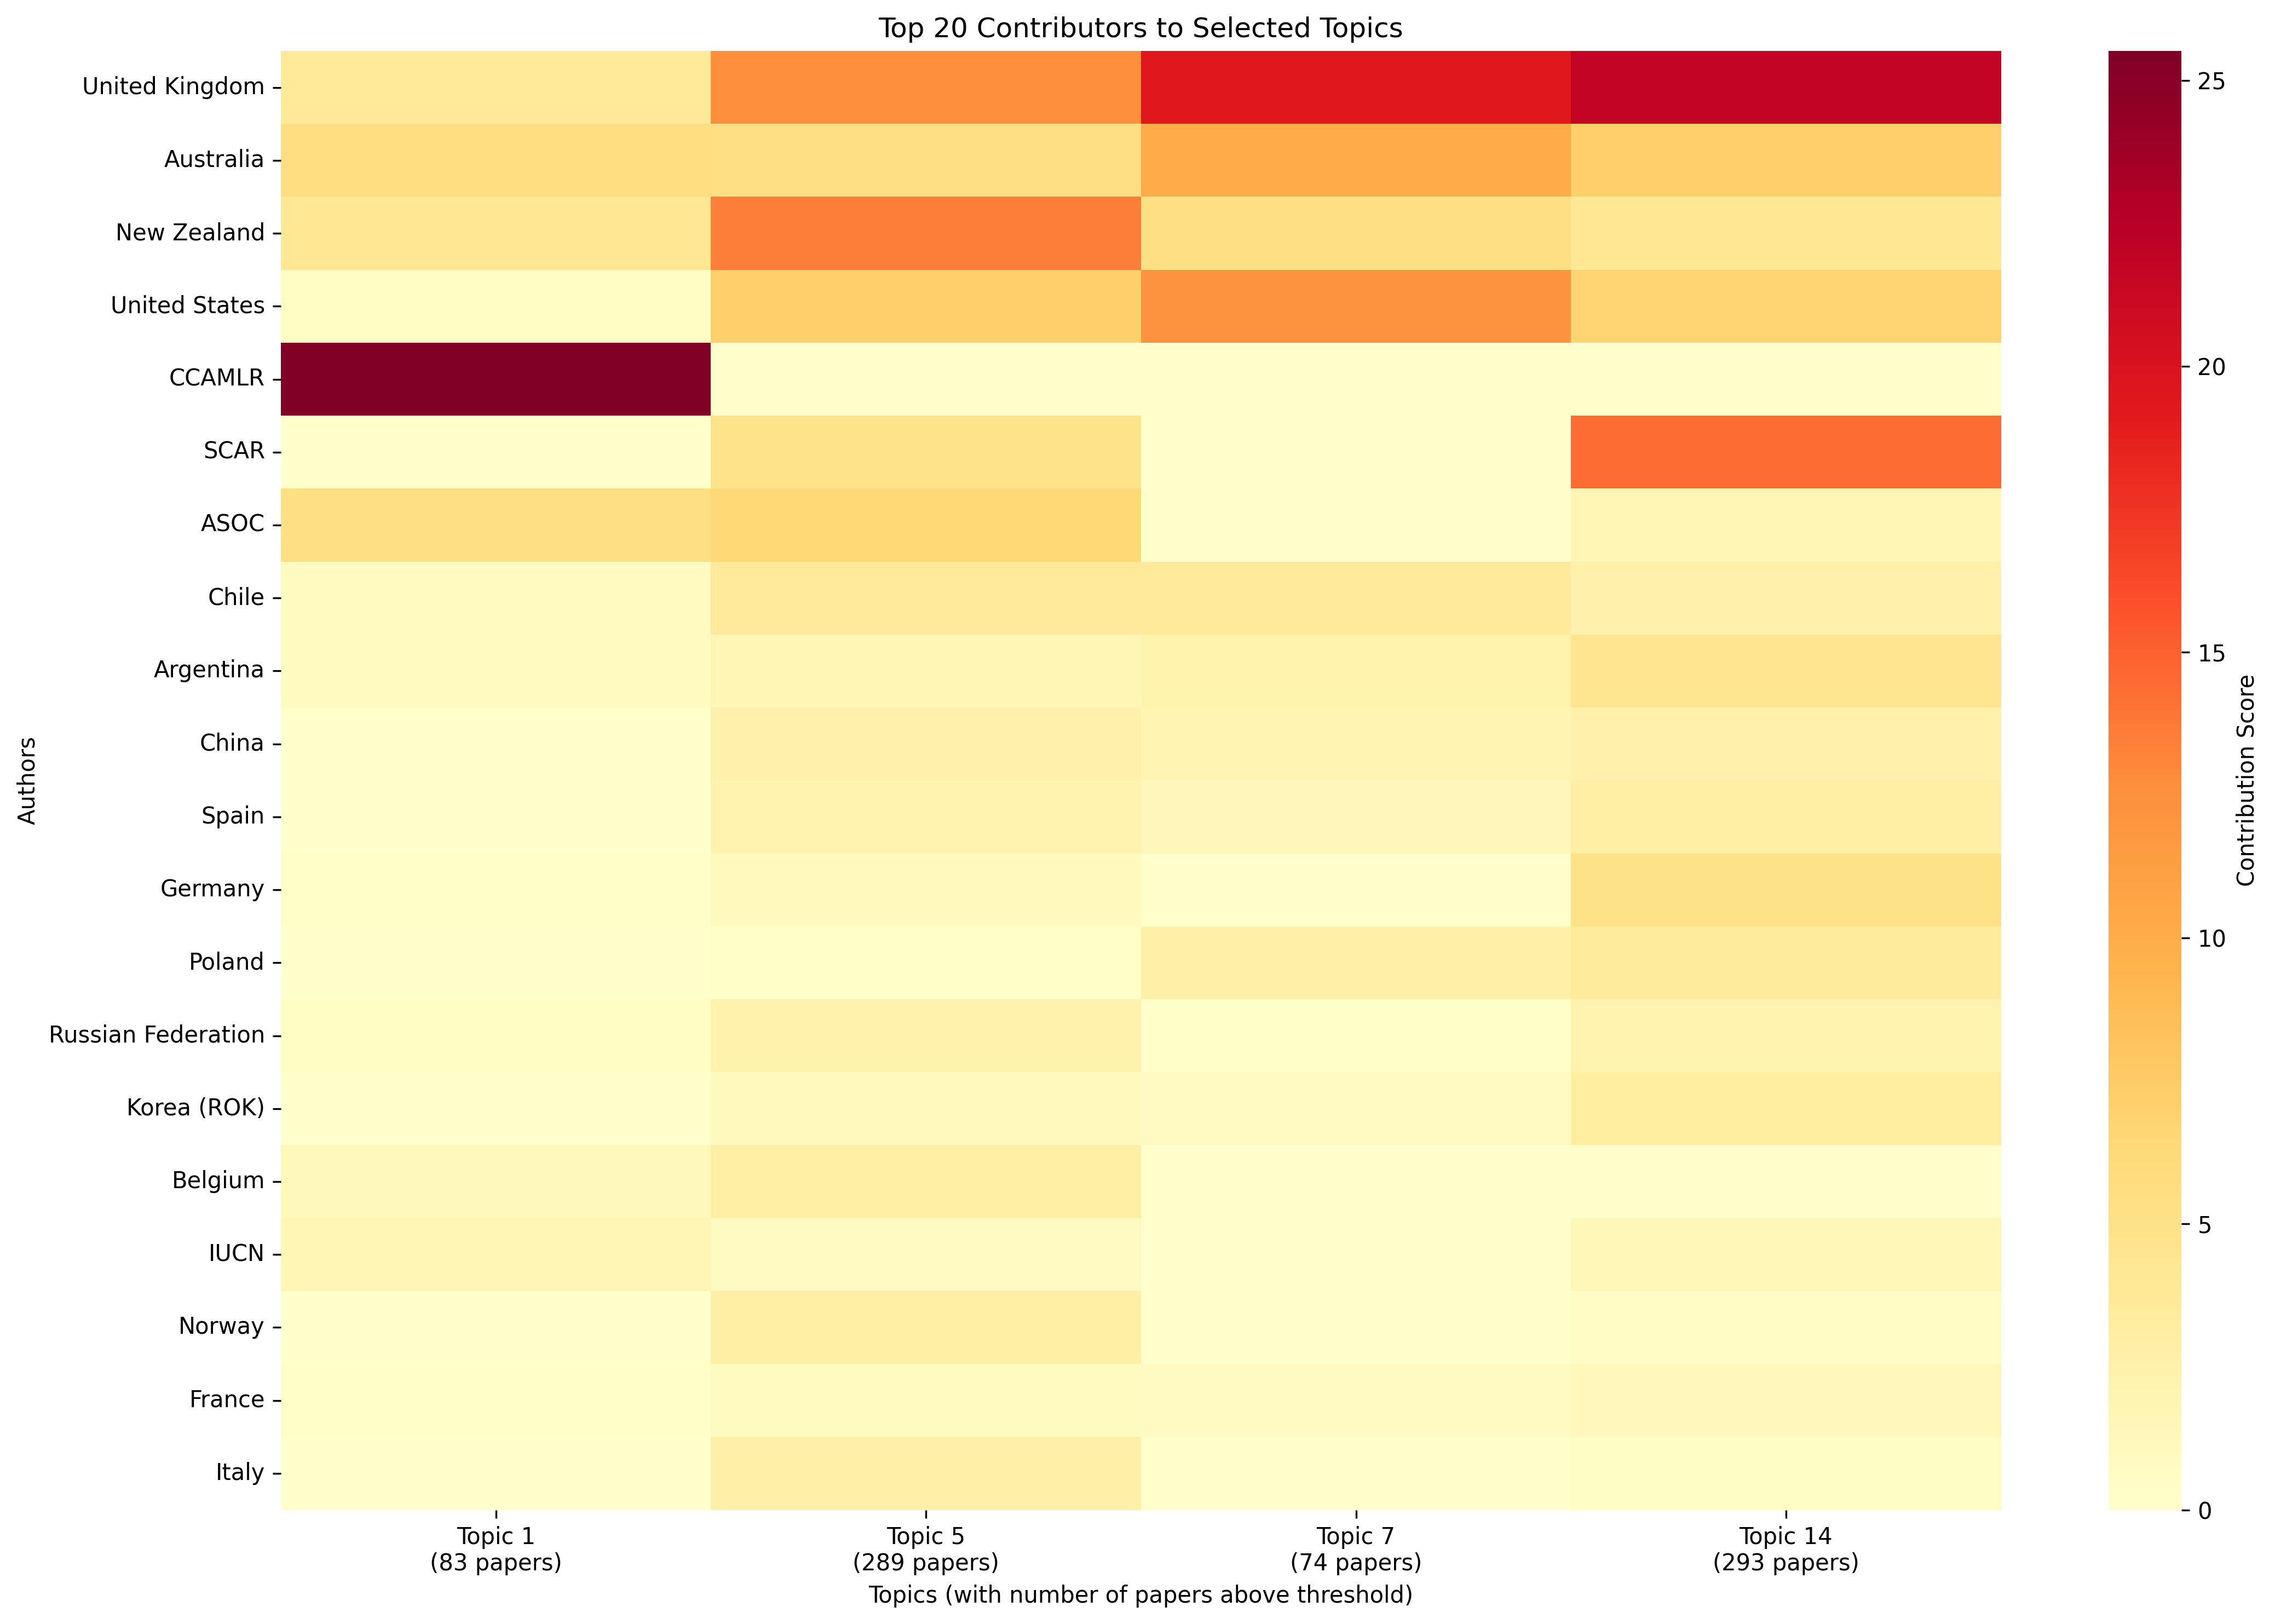 Top 20 Contributors to Selected Topics
Authors
United Kingdom
Australia
New Zealand
United States
CCAMLR
SCAR
ASOC
Chile
Argentina
China
Spain
Germany
Poland
Russian Federation
Korea (ROK)
Belgium
IUCN
Norway
France
Italy
Topic 1
(83 papers)
Topic 5
(289 papers)
Topic 7
(74 papers)
Topic 14
(293 papers)
Topics (with number of papers above threshold)
25
20
15
10
5
0
Contribution Score